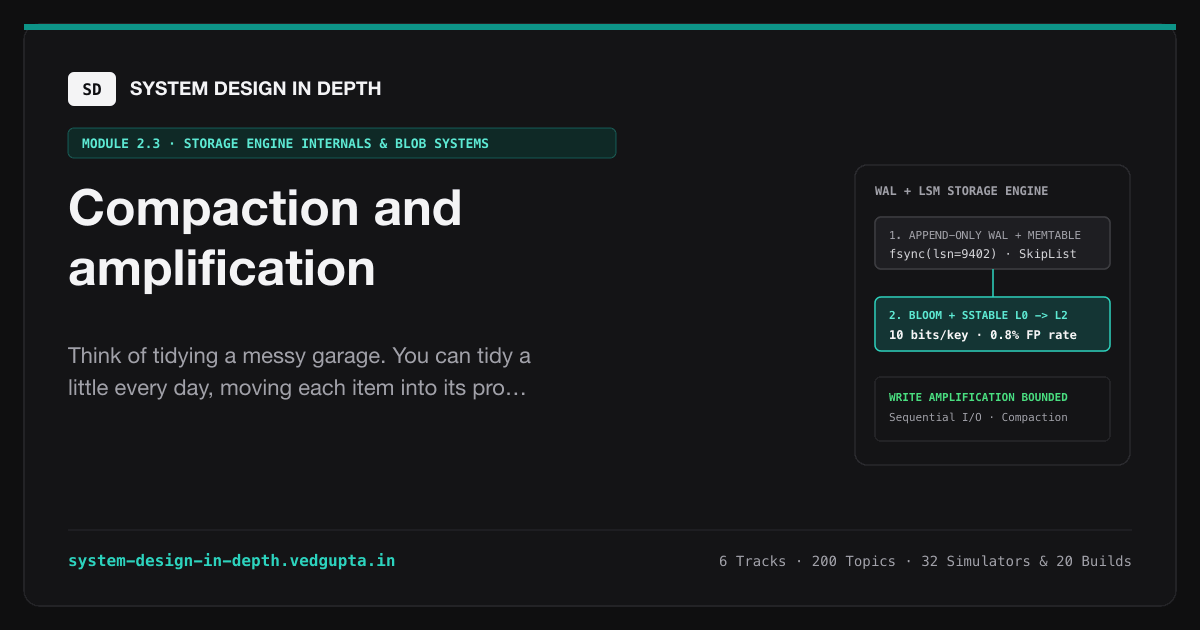 SD SYSTEM DESIGN IN DEPTH
MODULE 2.3 · STORAGE ENGINE INTERNALS & BLOB SYSTEMS
Compaction and
amplification
Think of tidying a messy garage. You can tidy a
little every day, moving each item into its pro…
WAL + LSM STORAGE ENGINE
1. APPEND-ONLY WAL + MEMTABLE
fsync(lsn=9402) · SkipList
2. BLOOM + SSTABLE L0 -> L2
10 bits/key · 0.8% FP rate
WRITE AMPLIFICATION BOUNDED
Sequential I/O · Compaction
system-design-in-depth.vedgupta.in
6 Tracks · 200 Topics · 32 Simulators & 20 Builds